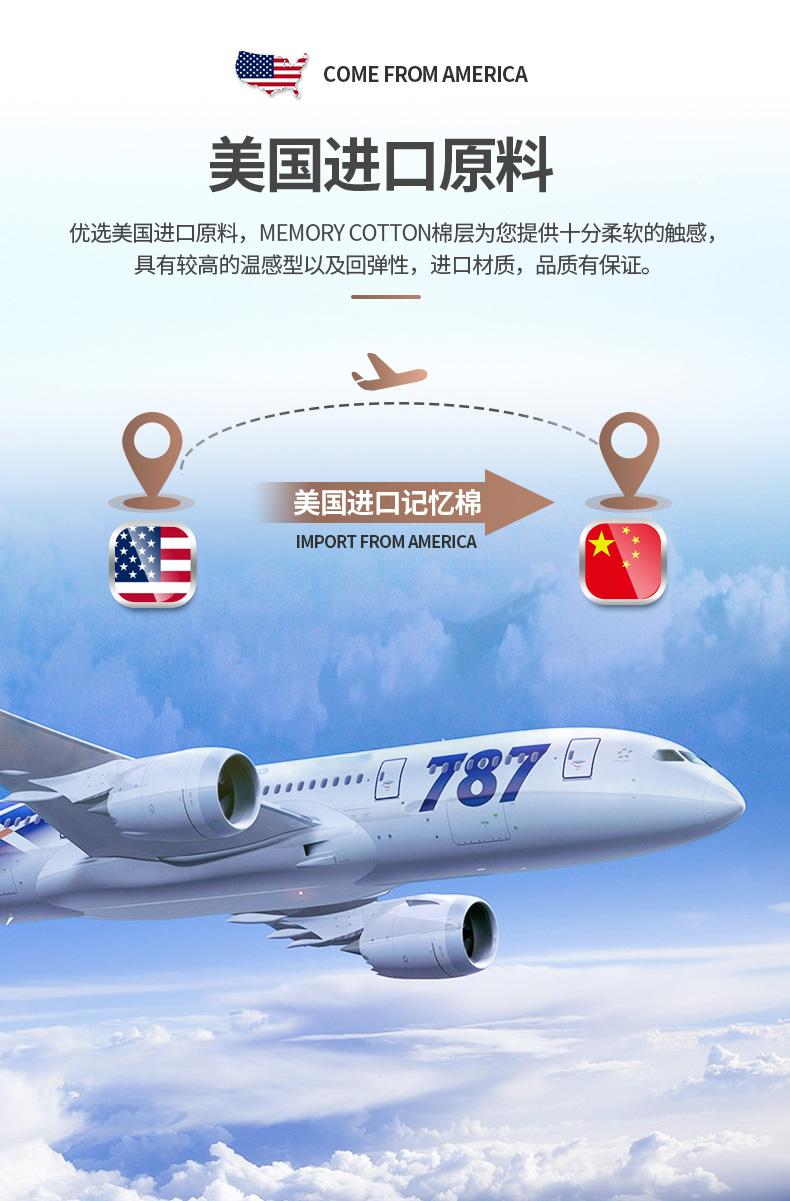 COME FROM AMERICA
美国进口原料
优选美国进口原料，MEMORY COTTON棉层为您提供十分柔软的触感，
具有较高的温感型以及回弹性，进口材质，品质有保证。
美国进口记忆棉
IMPORT FROM AMERICA
787